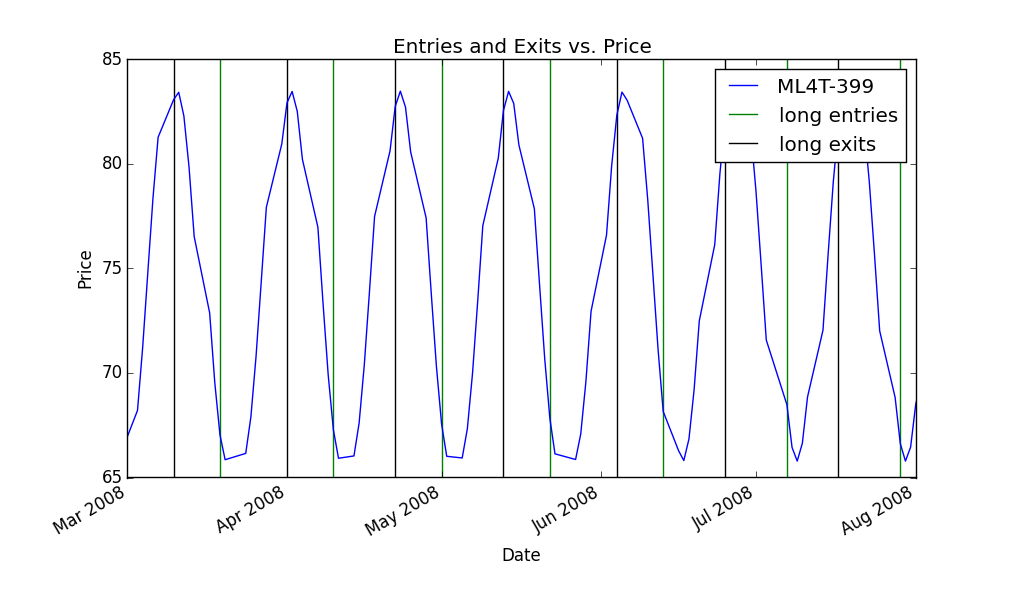 Entries and Exits vs. Price
85
80
75
70
65
Price
ML4T-399
long entries
long exits
Mar 2008
Apr 2008
May 2008
Jun 2008
Jul 2008
Aug 2008
Date